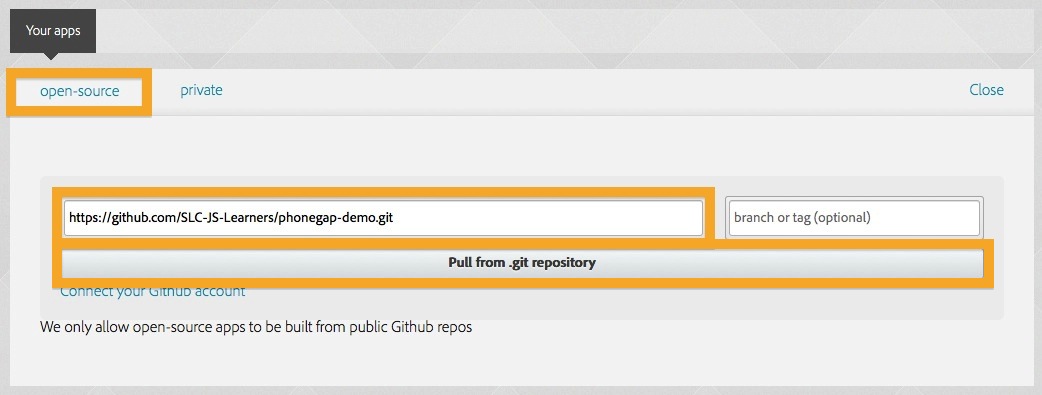 Your apps
open-source
private
Close
https://github.com/SLC-JS-Learners/phonegap-demo.git
branch or tag (optional)
Pull from .git repository
Connect your Github account
We only allow open-source apps to be built from public Github repos